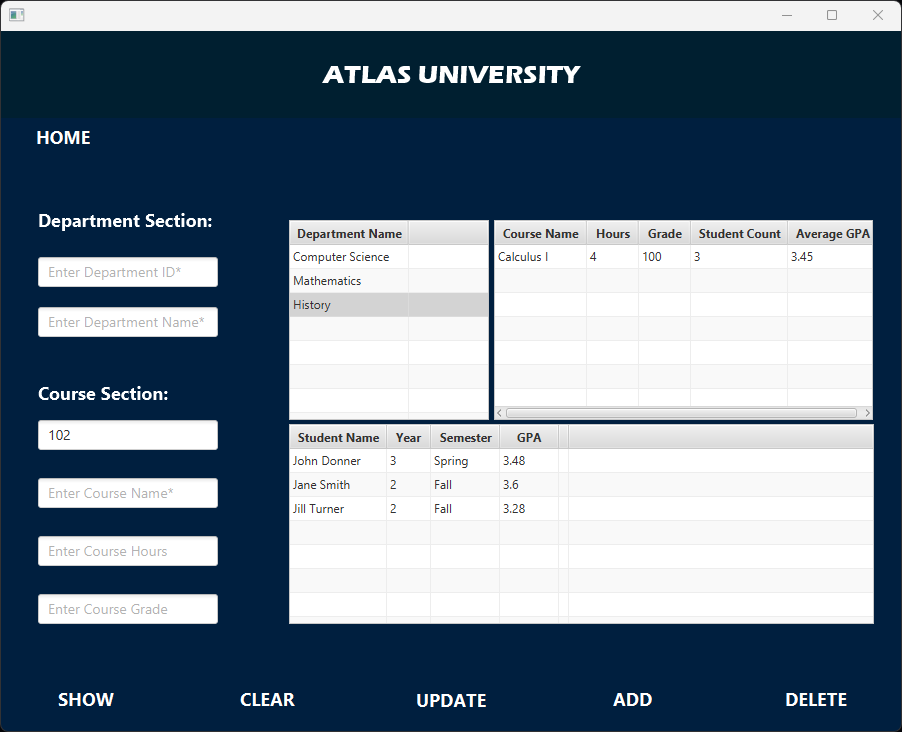 ATLAS UNIVERSITY
HOME
Department Section:
Enter Department ID*
Enter Department Name*
Course Section:
102
Enter Course Name*
Enter Course Hours
Enter Course Grade
Department Name
Computer Science
Mathematics
History
Course Name Hours Grade Student Count Average GPA
Calculus I 4 100 3 3.45
Student Name Year Semester GPA
John Donner 3 Spring 3.48
Jane Smith 2 Fall 3.6
Jill Turner 2 Fall 3.28
SHOW CLEAR UPDATE ADD DELETE